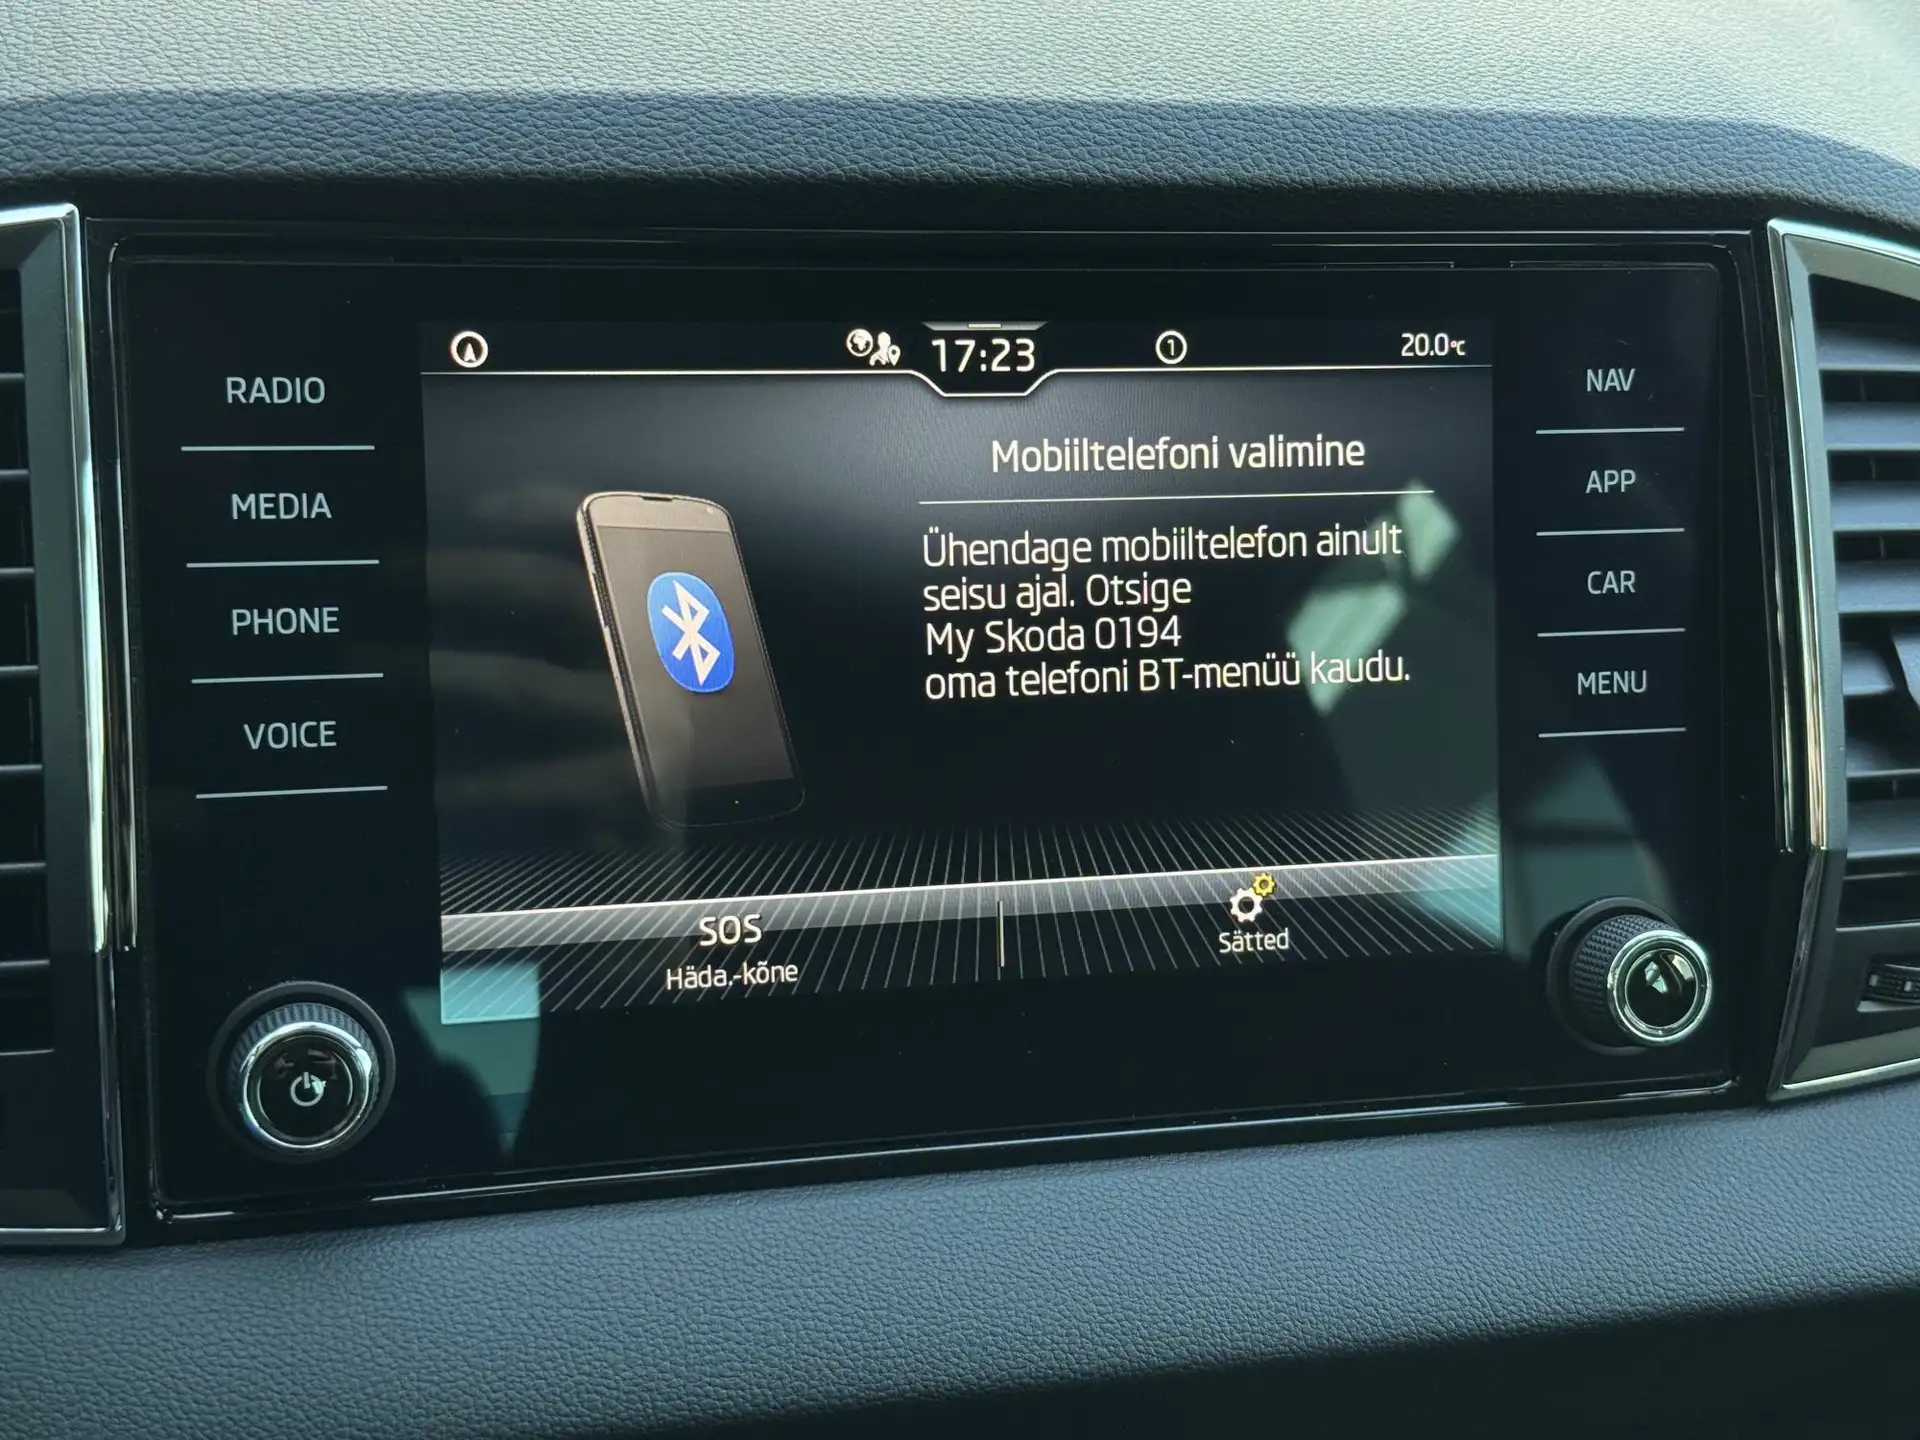 17:23
1
20.0°C
RADIO
MEDIA
PHONE
VOICE
Mobiiltelefoni valimine
Ühendage mobiiltelefon ainult
seisu ajal. Otsige
My Skoda 0194
oma telefoni BT-menüü kaudu.
SOS
Häda.-kõne
Sätted
NAV
APP
CAR
MENU